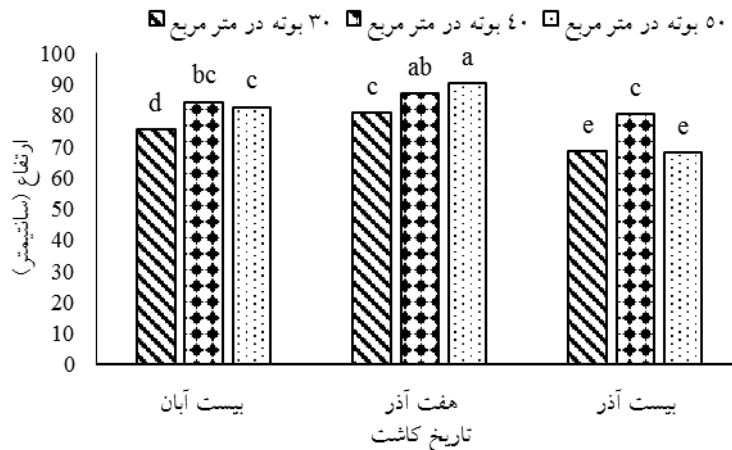 ۳۰ بوته در متر مربع ۴۰ بوته در متر مربع ۵۰ بوته در متر مربع
ارتفاع (سانتیمتر)
100
90
80
70
60
50
40
30
20
10
0
d bc c c ab a e c e
بیست آبان هفت آذر بیست آذر
تاریخ کاشت